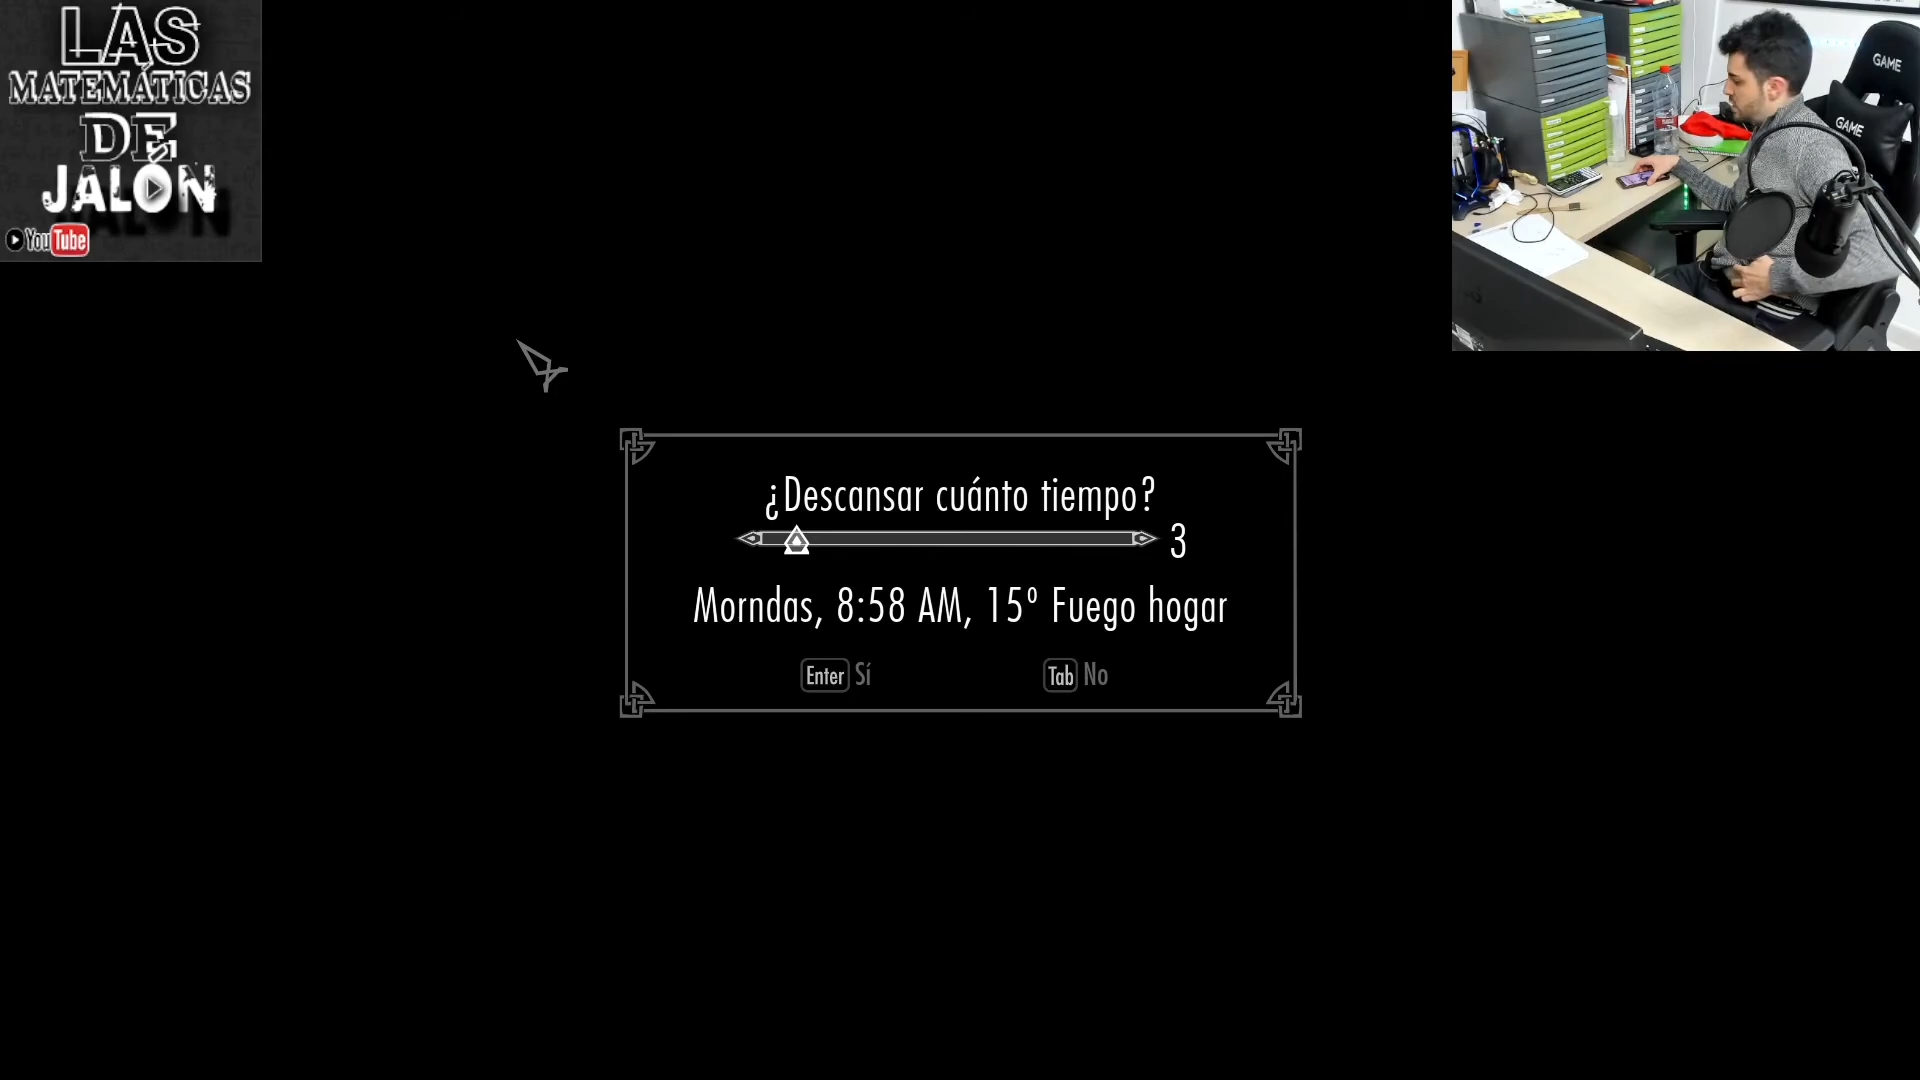 LAS
MATEMÁTICAS
DE
JALÓN
YouTube
GAME
GAME
¿Descansar cuánto tiempo?
3
Morndas, 8:58 AM, 15º Fuego hogar
Enter Sí
Tab No